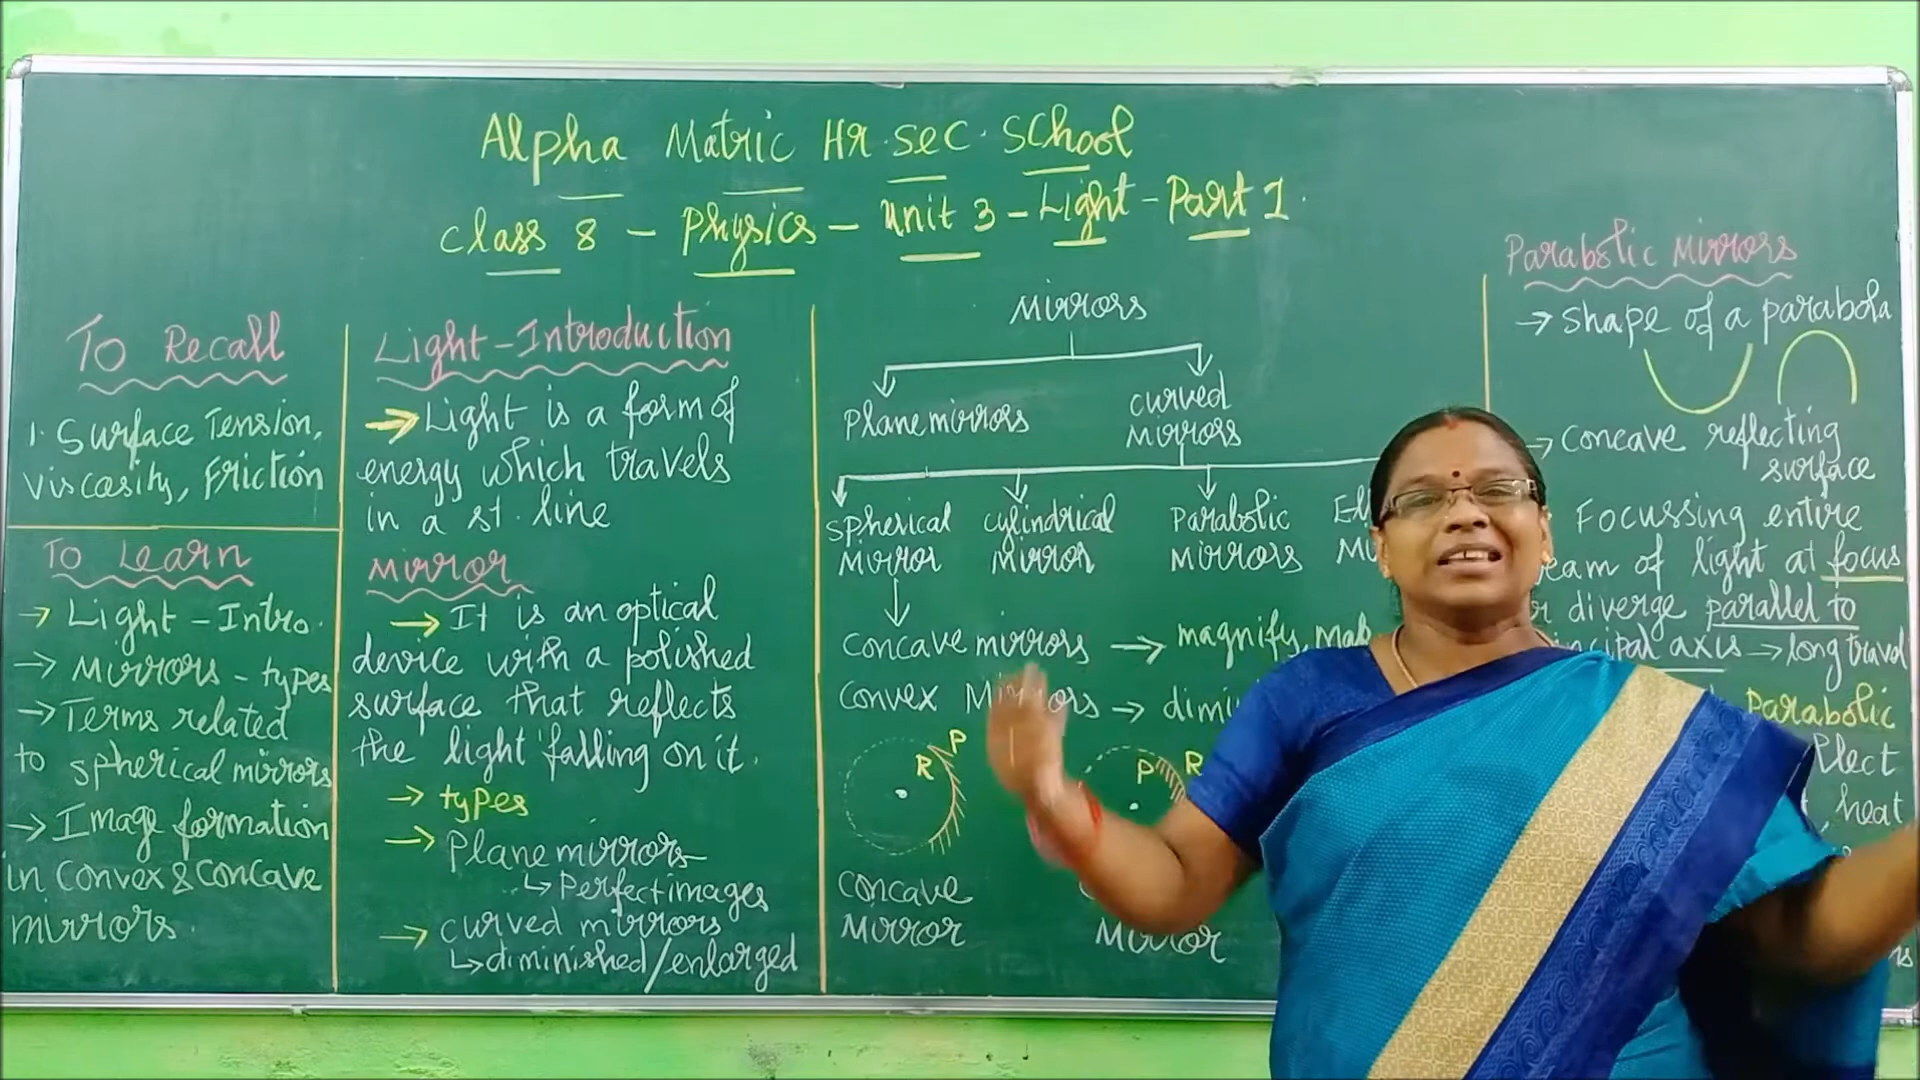 Alpha Matric Hr. Sec. School
Class 8 - Physics - Unit 3 - Light - Part 1.
To Recall
1. Surface Tension,
viscosity, Friction
To Learn
→ Light - Intro.
→ Mirrors - types
→ Terms related
to spherical mirrors
→ Image formation
in Convex & Concave
mirrors.
Light - Introduction
→ Light is a form of
energy which travels
in a st. line
Mirror
→ It is an optical
device with a polished
surface that reflects
the light falling on it.
→ types
→ Plane mirrors
↳ Perfect images
→ curved mirrors
↳ diminished/enlarged
Mirrors
Plane mirrors
curved
Mirrors
Spherical
Mirror
cylindrical
Mirror
Parabolic
Mirrors
Concave mirrors → magnify,
Convex Mirrors →
R P
P R
Concave
Mirror
Mirror
Parabolic Mirrors
→ shape of a parabola
→ Concave reflecting
surface
Focussing entire
of light at focus
diverge parallel to
axis → long travel
Parabolic
heat